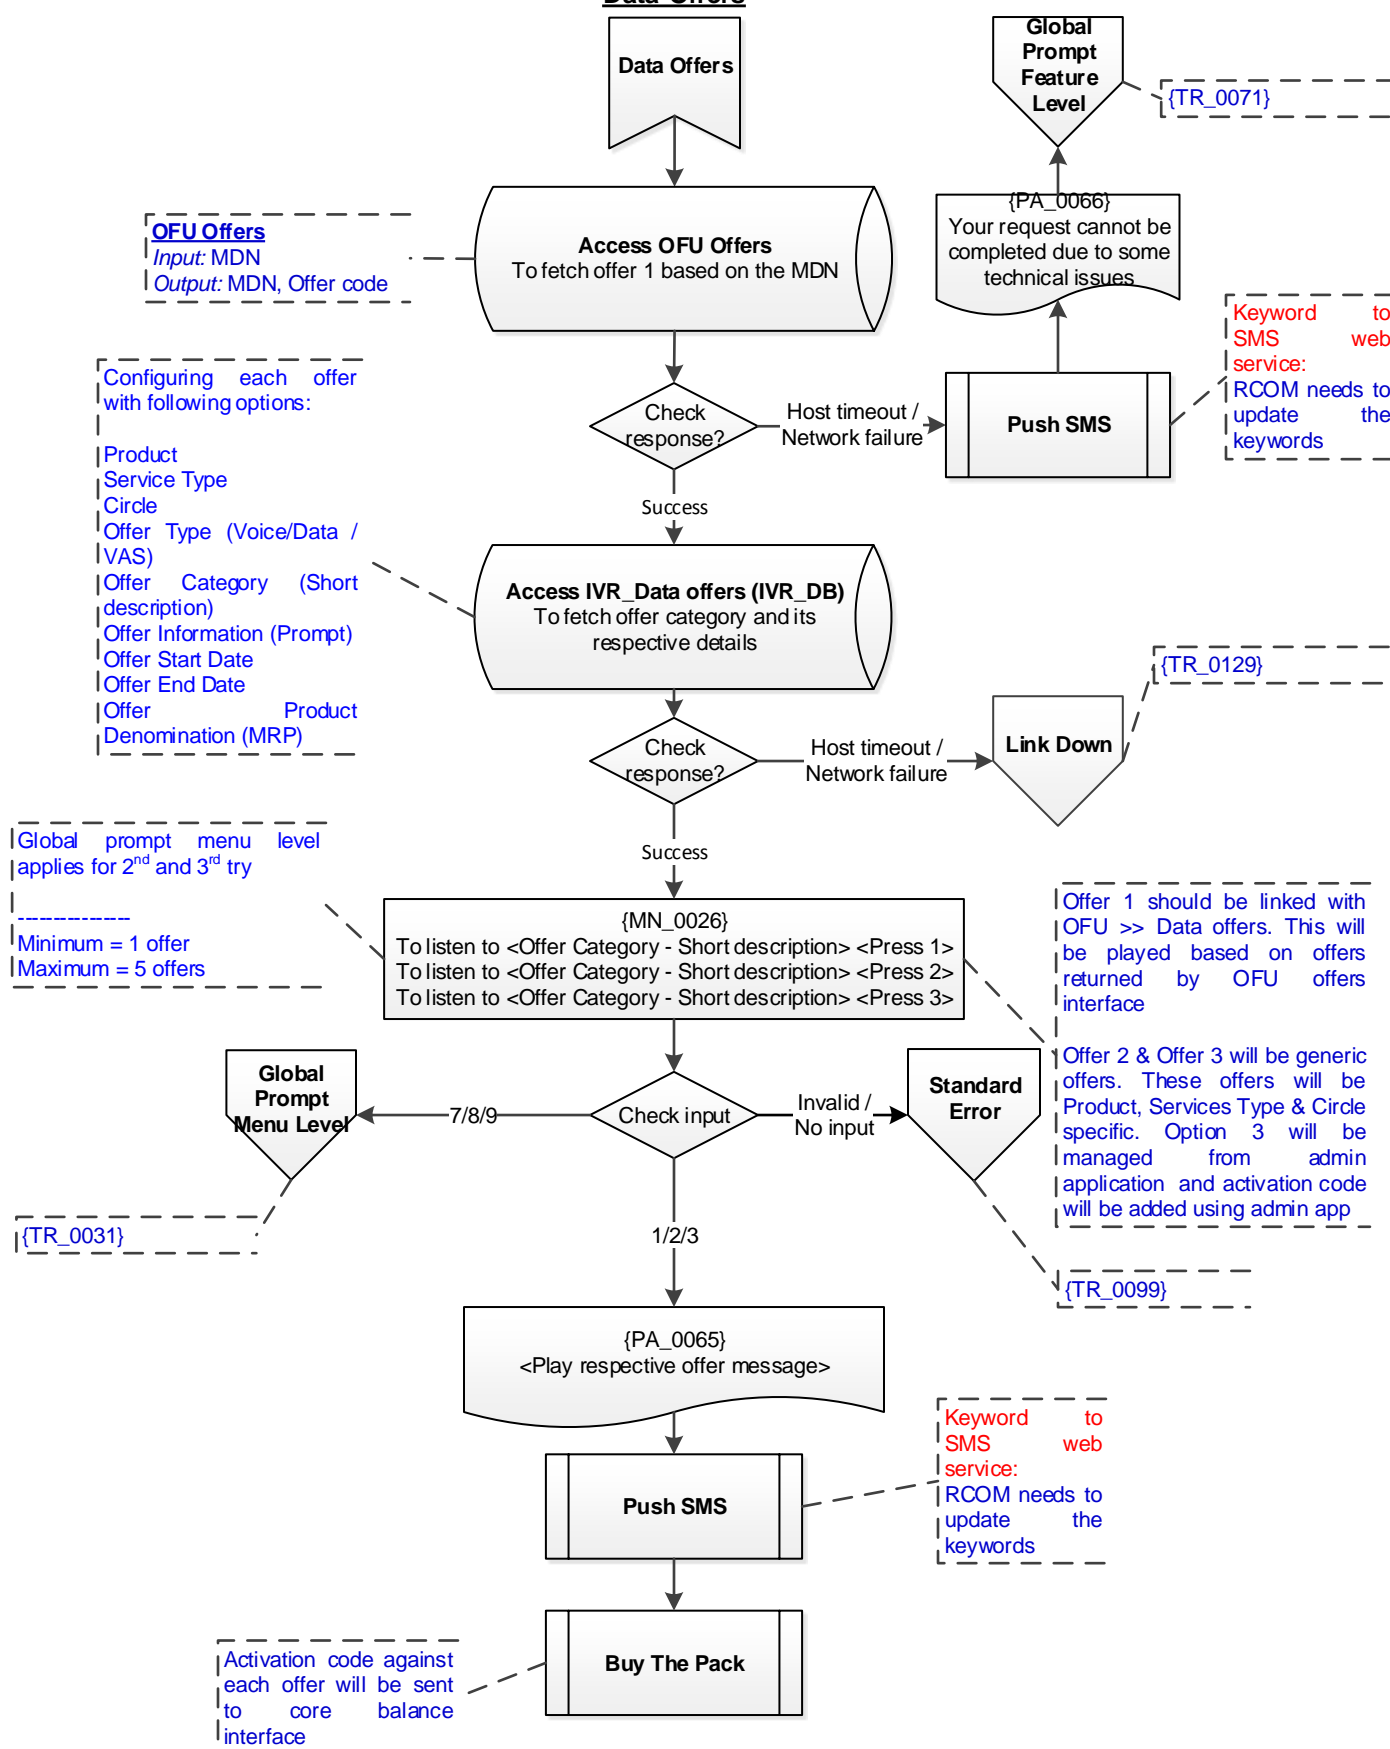 Data Offers
Data Offers
Global
Prompt
Feature
Level
{TR_0071}
{PA_0066}
Your request cannot be
completed due to some
technical issues
OFU Offers
Input: MDN
Output: MDN, Offer code
Access OFU Offers
To fetch offer 1 based on the MDN
Keyword to
SMS web
service:
RCOM needs to
update the
keywords
Configuring each offer
with following options:
Product
Service Type
Circle
Offer Type (Voice/Data /
VAS)
Offer Category (Short
description)
Offer Information (Prompt)
Offer Start Date
Offer End Date
Offer Product
Denomination (MRP)
Check
response?
Host timeout /
Network failure
Push SMS
Success
Access IVR_Data offers (IVR_DB)
To fetch offer category and its
respective details
{TR_0129}
Check
response?
Host timeout /
Network failure
Link Down
Success
Global prompt menu level
applies for 2nd and 3rd try
----------------
Minimum = 1 offer
Maximum = 5 offers
{MN_0026}
To listen to <Offer Category - Short description> <Press 1>
To listen to <Offer Category - Short description> <Press 2>
To listen to <Offer Category - Short description> <Press 3>
Offer 1 should be linked with
OFU >> Data offers. This will
be played based on offers
returned by OFU offers
interface
Offer 2 & Offer 3 will be generic
offers. These offers will be
Product, Services Type & Circle
specific. Option 3 will be
managed from admin
application and activation code
will be added using admin app
Global
Prompt
Menu Level
7/8/9
Check input
Invalid /
No input
Standard
Error
{TR_0031}
1/2/3
{TR_0099}
{PA_0065}
<Play respective offer message>
Keyword to
SMS web
service:
RCOM needs to
update the
keywords
Push SMS
Buy The Pack
Activation code against
each offer will be sent
to core balance
interface